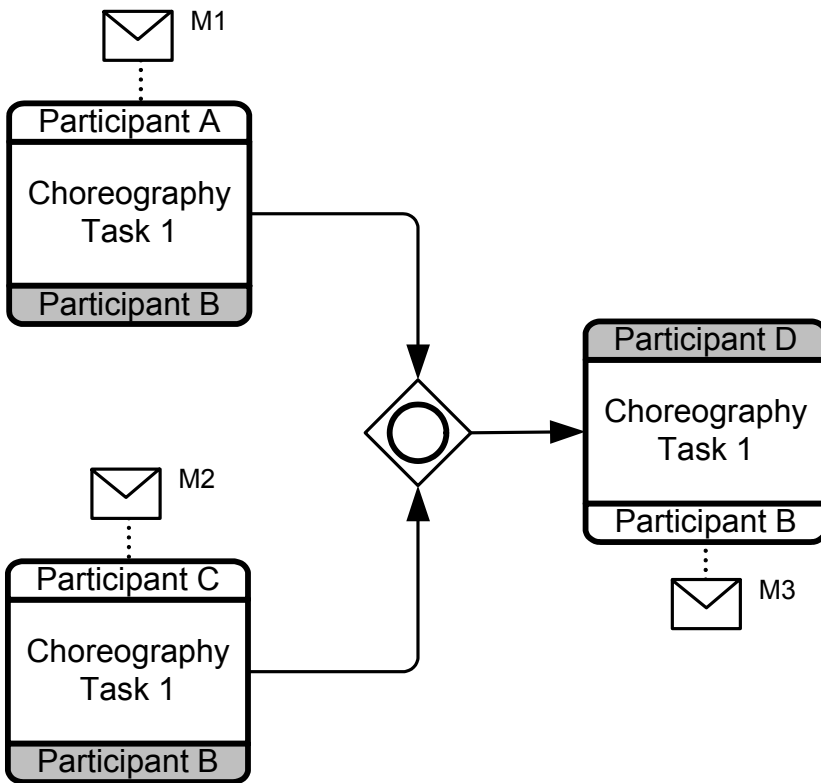 M1
Participant A
Choreography
Task 1
Participant B
Participant D
Choreography
Task 1
Participant B
M3
M2
Participant C
Choreography
Task 1
Participant B